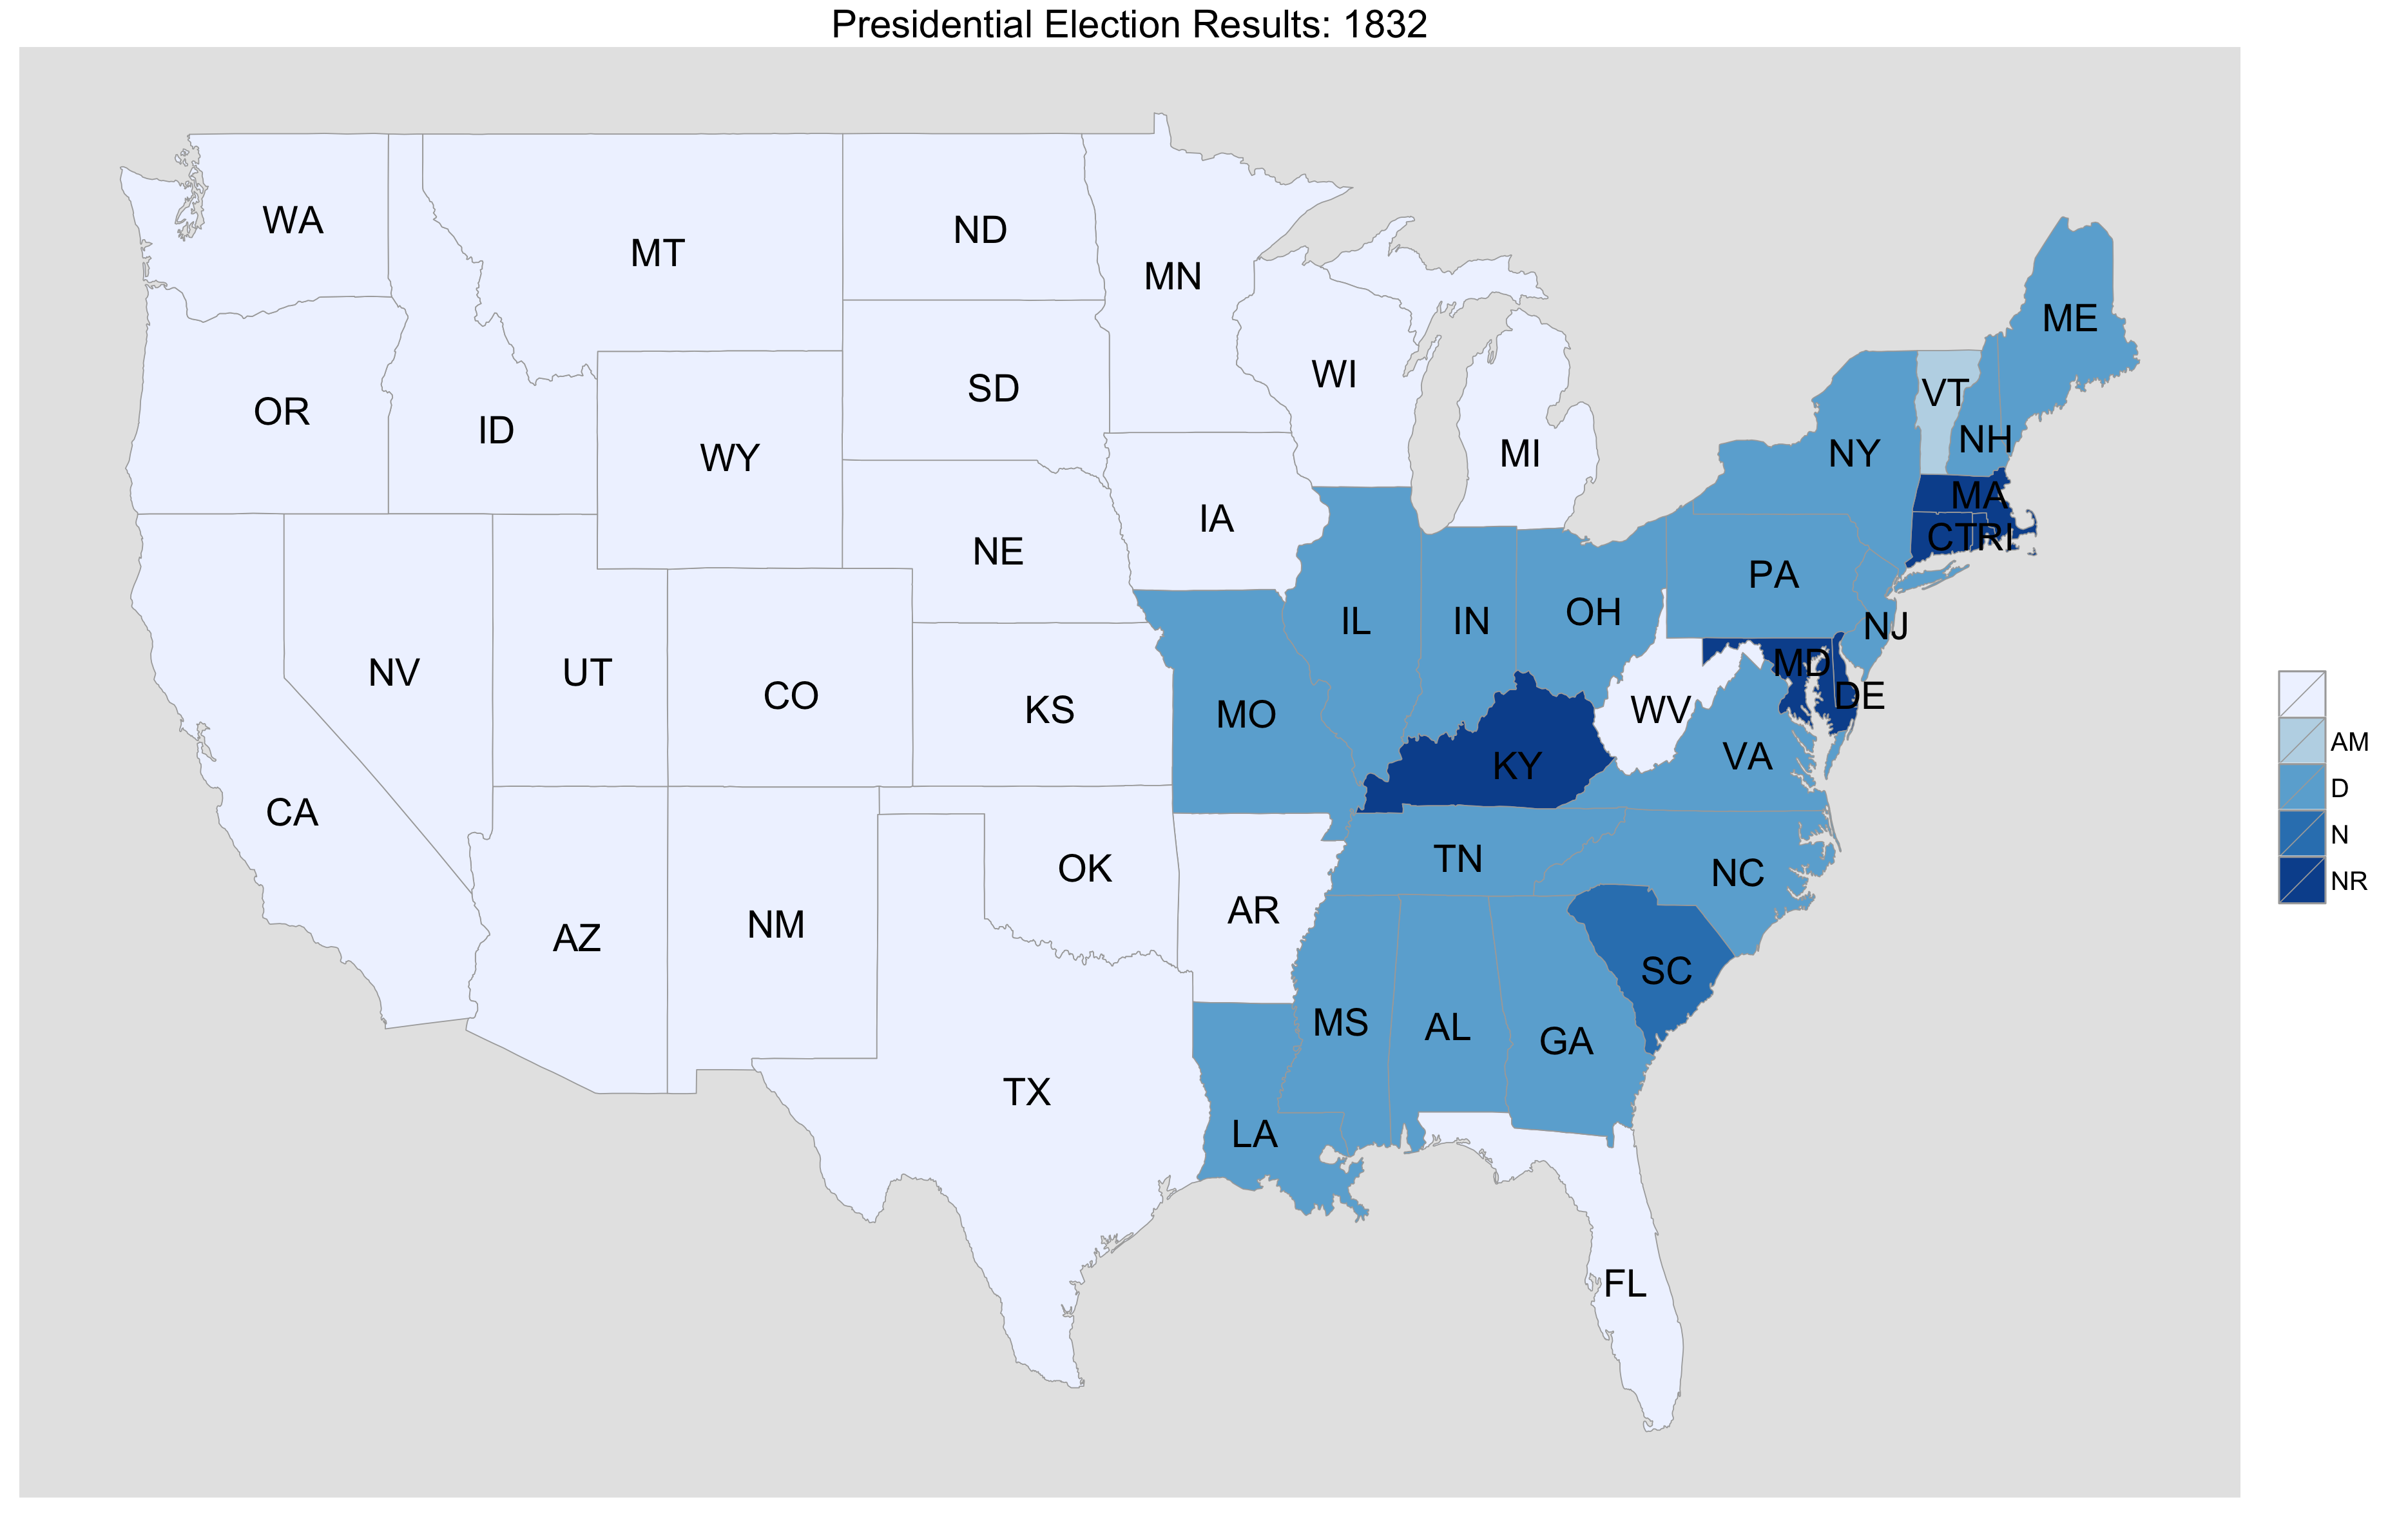 Presidential Election Results: 1832
WA
MT
ND
MN
ME
OR
ID
WY
SD
WI
MI
NY
VT
NH
MA
CTRI
IA
NE
PA
NV
UT
CO
KS
MO
IL
IN
OH
NJ
MD
DE
WV
VA
KY
CA
AZ
NM
OK
AR
TN
NC
SC
TX
LA
MS
AL
GA
FL
AM
D
N
NR